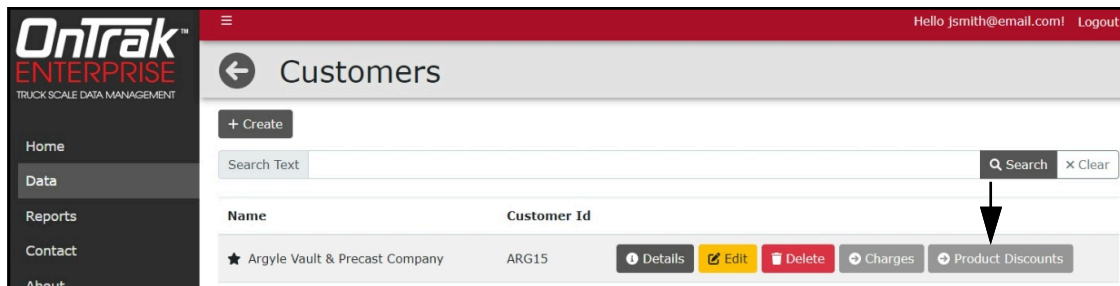 OnTrak™
ENTERPRISE
TRUCK SCALE DATA MANAGEMENT
Hello jsmith@email.com! Logout
Customers
+ Create
Home
Search Text Search × Clear
Data
Reports
Name Customer Id
Contact
Argyle Vault & Precast Company ARG15 Details Edit Delete Charges Product Discounts
About